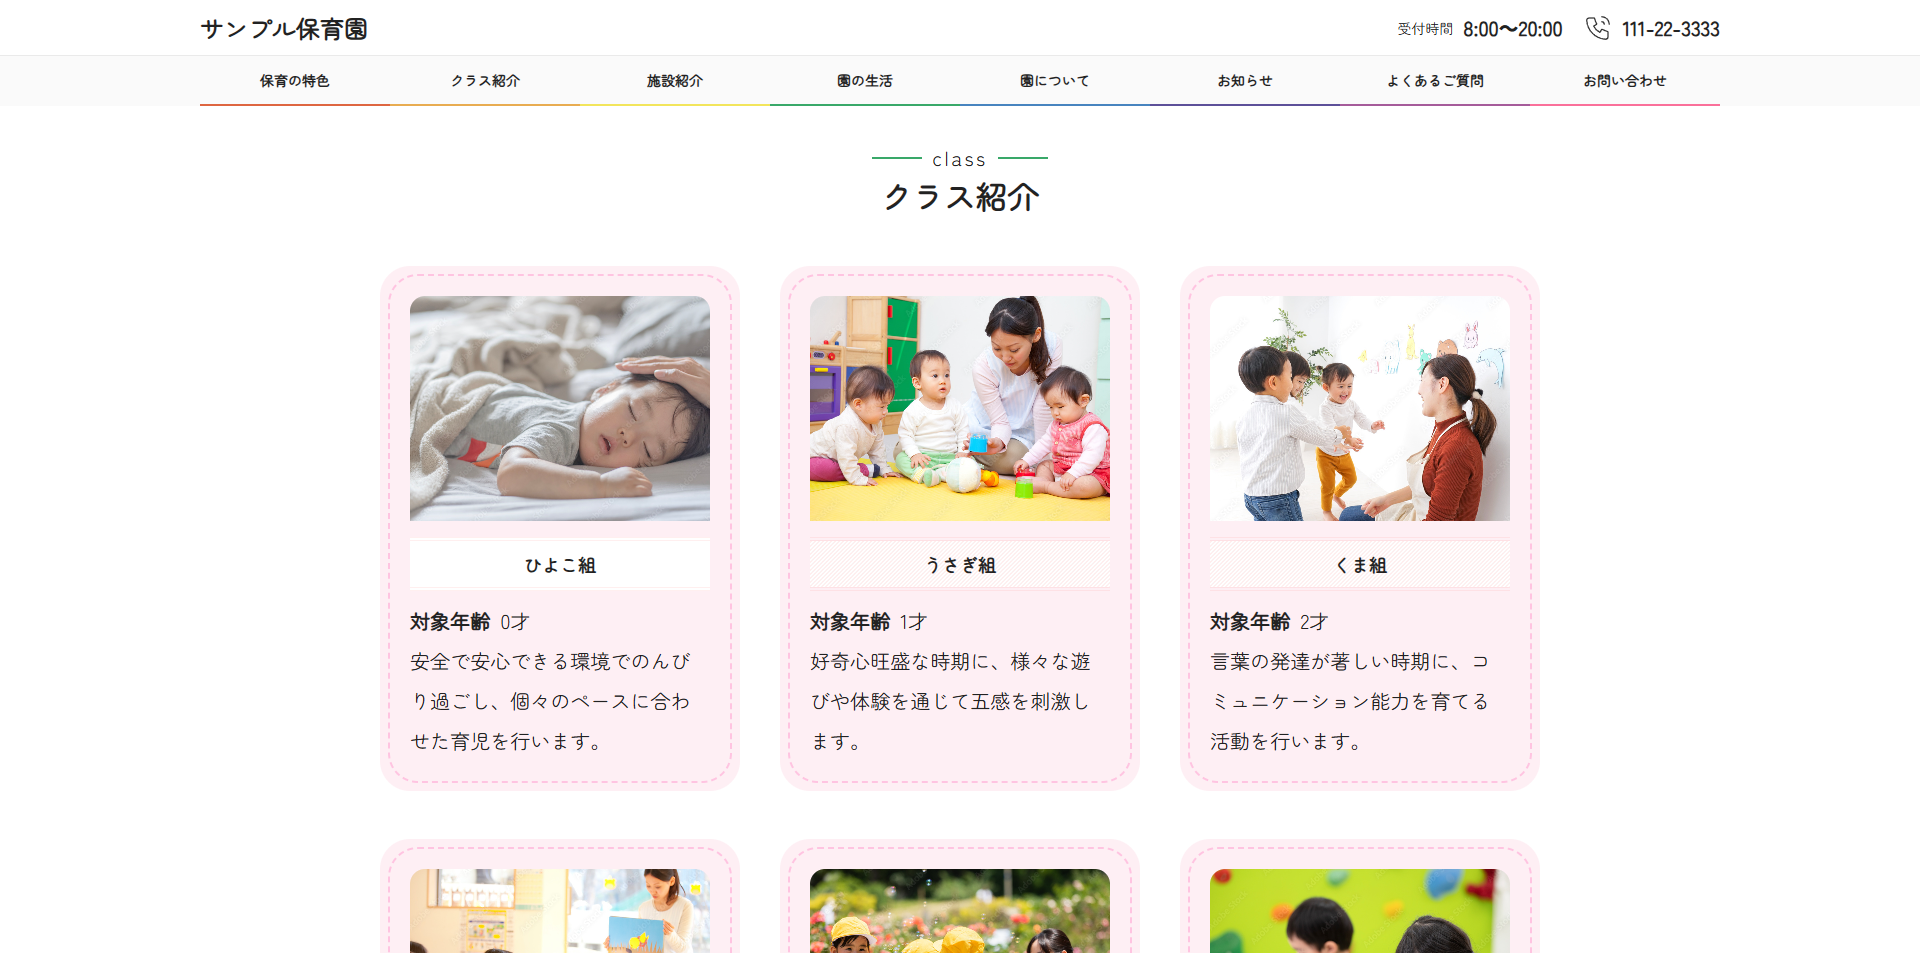 サンプル保育園
受付時間 8:00〜20:00 111-22-3333
保育の特色 クラス紹介 施設紹介 園の生活 園について お知らせ よくあるご質問 お問い合わせ
class
クラス紹介
ひよこ組
対象年齢 0才
安全で安心できる環境でのんび
り過ごし、個々のペースに合わ
せた育児を行います。
うさぎ組
対象年齢 1才
好奇心旺盛な時期に、様々な遊
びや体験を通じて五感を刺激し
ます。
くま組
対象年齢 2才
言葉の発達が著しい時期に、コ
ミュニケーション能力を育てる
活動を行います。